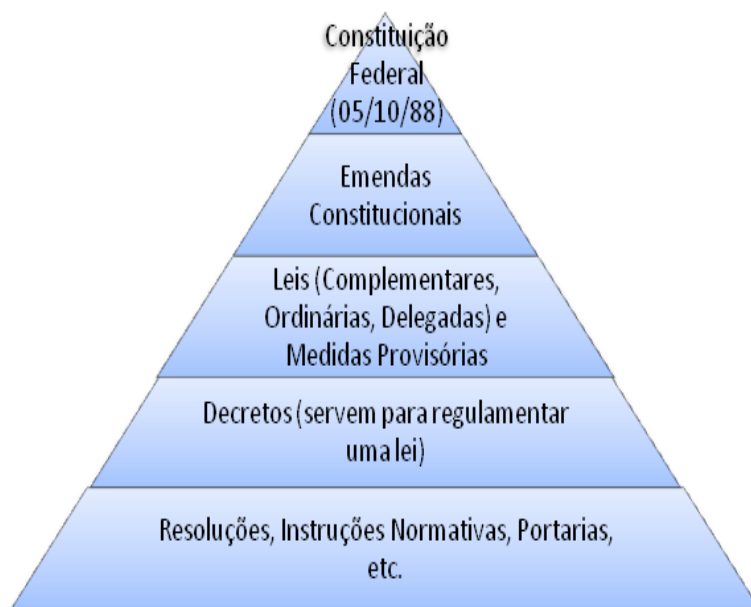 Constituição
Federal
(05/10/88)
Emendas
Constitucionais
Leis (Complementares,
Ordinárias, Delegadas) e
Medidas Provisórias
Decretos (servem para regulamentar
uma lei)
Resoluções, Instruções Normativas, Portarias,
etc.